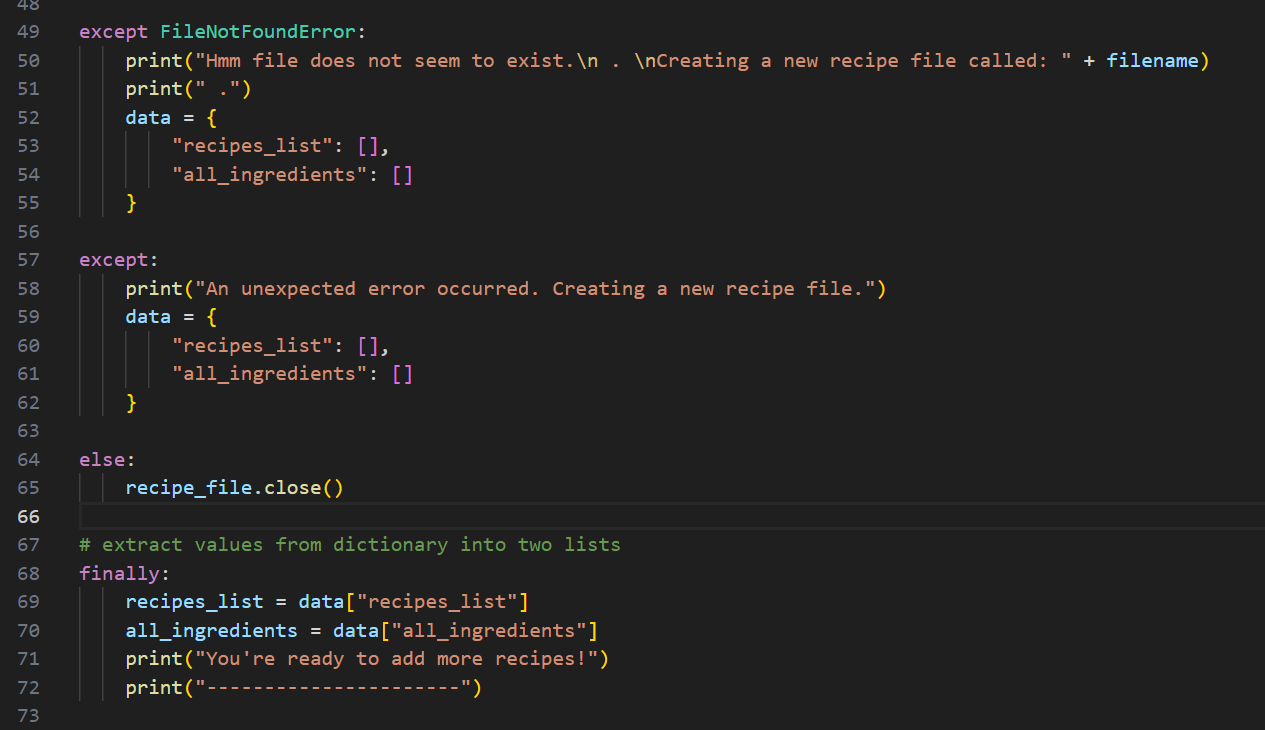 48
49 except FileNotFoundError:
50     print("Hmm file does not seem to exist.\n . \nCreating a new recipe file called: " + filename)
51     print(" .")
52     data = {
53         "recipes_list": [],
54         "all_ingredients": []
55     }
56
57 except:
58     print("An unexpected error occurred. Creating a new recipe file.")
59     data = {
60         "recipes_list": [],
61         "all_ingredients": []
62     }
63
64 else:
65     recipe_file.close()
66
67 # extract values from dictionary into two lists
68 finally:
69     recipes_list = data["recipes_list"]
70     all_ingredients = data["all_ingredients"]
71     print("You're ready to add more recipes!")
72     print("----------------------")
73